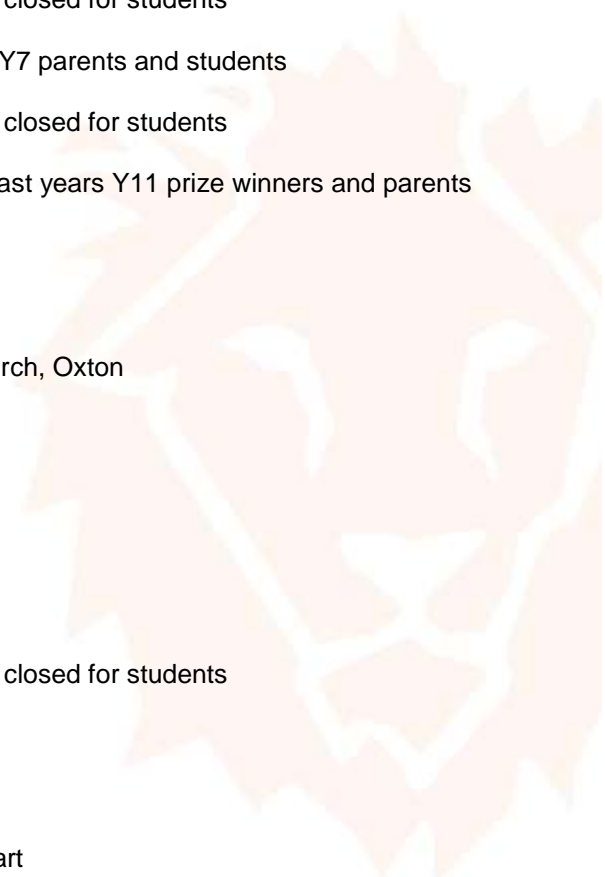 closed for students
Y7 parents and students
closed for students
ast years Y11 prize winners and parents
rch, Oxton
closed for students
art